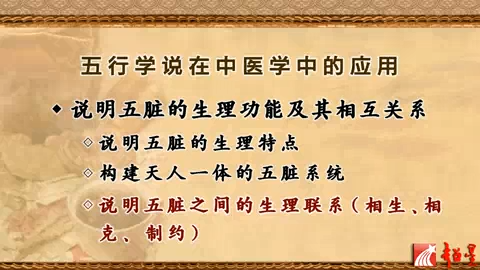 五行学说在中医学中的应用
说明五脏的生理功能及其相互关系
说明五脏的生理特点
构建天人一体的五脏系统
说明五脏之间的生理联系（相生、相
克、制约）
超星